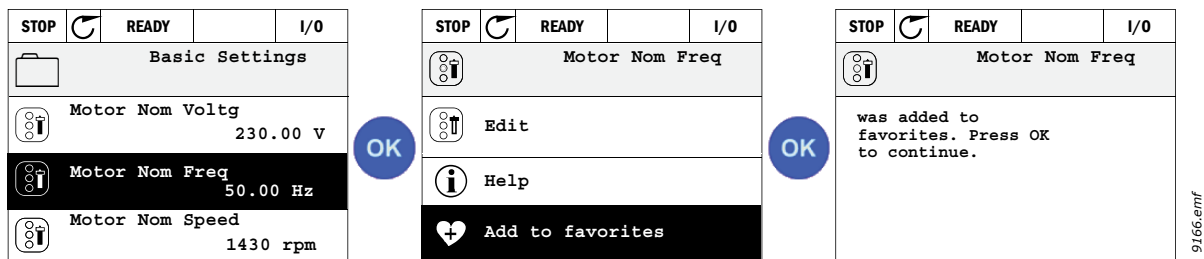 STOP READY I/O
Basic Settings
Motor Nom Voltg
230.00 V
Motor Nom Freq
50.00 Hz
Motor Nom Speed
1430 rpm
OK
STOP READY I/O
Motor Nom Freq
Edit
Help
Add to favorites
OK
STOP READY I/O
Motor Nom Freq
was added to
favorites. Press OK
to continue.
9166.emf